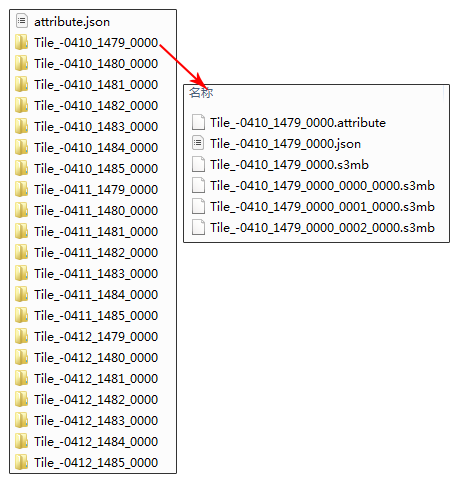 attribute.json
Tile_-0410_1479_0000
Tile_-0410_1480_0000
Tile_-0410_1481_0000
Tile_-0410_1482_0000
Tile_-0410_1483_0000
Tile_-0410_1484_0000
Tile_-0410_1485_0000
Tile_-0411_1479_0000
Tile_-0411_1480_0000
Tile_-0411_1481_0000
Tile_-0411_1482_0000
Tile_-0411_1483_0000
Tile_-0411_1484_0000
Tile_-0411_1485_0000
Tile_-0412_1479_0000
Tile_-0412_1480_0000
Tile_-0412_1481_0000
Tile_-0412_1482_0000
Tile_-0412_1483_0000
Tile_-0412_1484_0000
Tile_-0412_1485_0000
名称
Tile_-0410_1479_0000.attribute
Tile_-0410_1479_0000.json
Tile_-0410_1479_0000.s3mb
Tile_-0410_1479_0000_0000_0000.s3mb
Tile_-0410_1479_0000_0001_0000.s3mb
Tile_-0410_1479_0000_0002_0000.s3mb